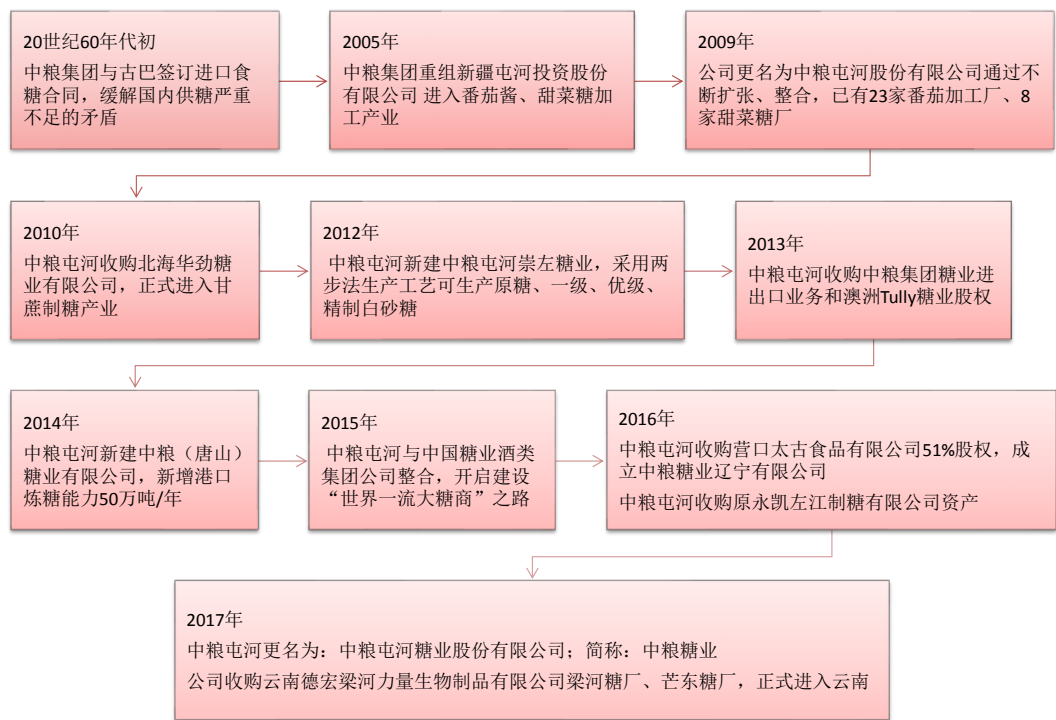 20世纪60年代初
中粮集团与古巴签订进口食
糖合同，缓解国内供糖严重
不足的矛盾
2005年
中粮集团重组新疆屯河投资股份
有限公司 进入番茄酱、甜菜糖加
工产业
2009年
公司更名为中粮屯河股份有限公司通过不
断扩张、整合，已有23家番茄加工厂、8
家甜菜糖厂
2010年
中粮屯河收购北海华劲糖
业有限公司，正式进入甘
蔗制糖产业
2012年
中粮屯河新建中粮屯河崇左糖业，采用两
步法生产工艺可生产原糖、一级、优级、
精制白砂糖
2013年
中粮屯河收购中粮集团糖业进
出口业务和澳洲Tully糖业股权
2014年
中粮屯河新建中粮（唐山）
糖业有限公司，新增港口
炼糖能力50万吨/年
2015年
中粮屯河与中国糖业酒类
集团公司整合，开启建设
“世界一流大糖商”之路
2016年
中粮屯河收购营口太古食品有限公司51%股权，成
立中粮糖业辽宁有限公司
中粮屯河收购原永凯左江制糖有限公司资产
2017年
中粮屯河更名为：中粮屯河糖业股份有限公司；简称：中粮糖业
公司收购云南德宏梁河力量生物制品有限公司梁河糖厂、芒东糖厂，正式进入云南